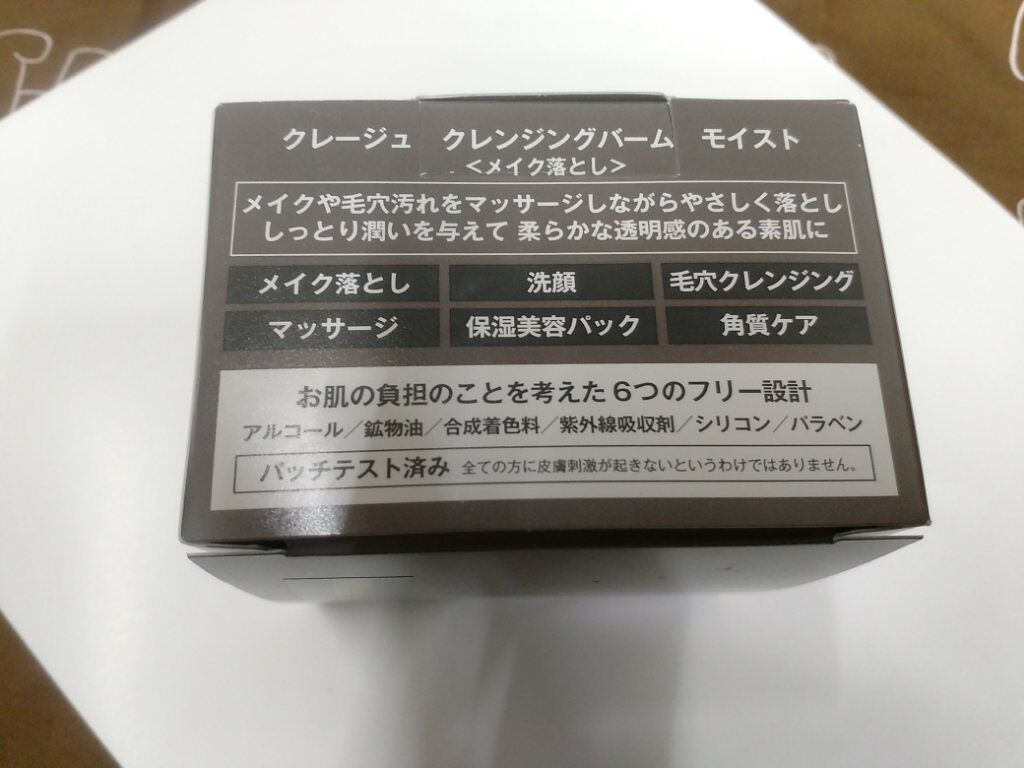 クレージュ クレンジングバーム モイスト
<メイク落とし>
メイクや毛穴汚れをマッサージしながらやさしく落とし
しっとり潤いを与えて 柔らかな透明感のある素肌に
メイク落とし 洗顔 毛穴クレンジング
マッサージ 保湿美容パック 角質ケア
お肌の負担のことを考えた6つのフリー設計
アルコール/鉱物油/合成着色料/紫外線吸収剤/シリコン/パラベン
パッチテスト済み 全ての方に皮膚刺激が起きないというわけではありません。